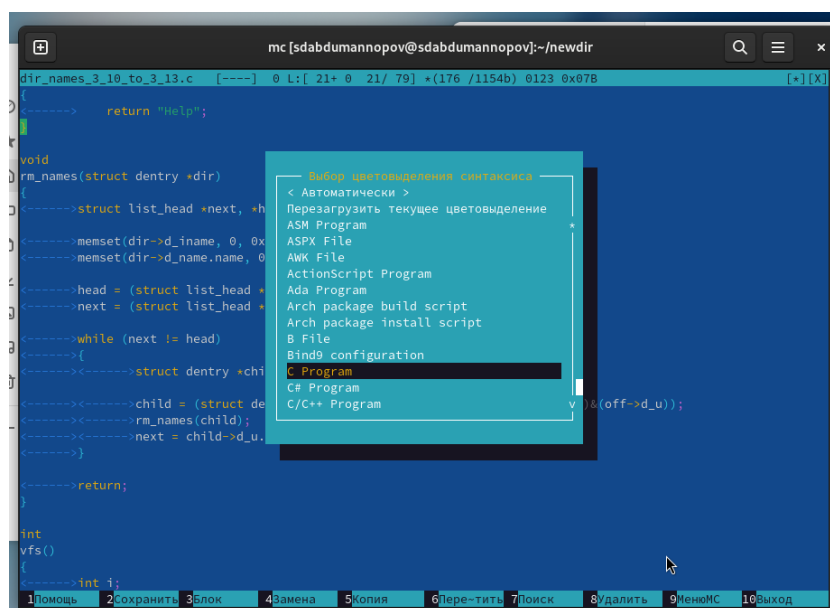 mc [sdabdumannopov@sdabdumannopov]:~/newdir
dir_names_3_10_to_3_13.c [----] 0 L:[ 21+ 0 21/ 79] *(176 /1154b) 0123 0x07B [*][X]
{
<------> return "Help";
}
void
rm_names(struct dentry *dir)
{
<------>struct list_head *next, *h
<------>memset(dir->d_iname, 0, 0x
<------>memset(dir->d_name.name, 0
<------>head = (struct list_head *
<------>next = (struct list_head *
<------>while (next != head)
<------>{
<------><------>struct dentry *chi
<------><------>child = (struct de )&(off->d_u));
<------><------>rm_names(child);
<------><------>next = child->d_u.
<------>}
<------>return;
}
int
vfs()
{
<------>int i;
Выбор цветовыделения синтаксиса
< Автоматически >
Перезагрузить текущее цветовыделение
ASM Program
ASPX File
AWK File
ActionScript Program
Ada Program
Arch package build script
Arch package install script
B File
Bind9 configuration
C Program
C# Program
C/C++ Program
1Помощь 2Сохранить 3Блок 4Замена 5Копия 6Пере~тить 7Поиск 8Удалить 9МенюMC 10Выход